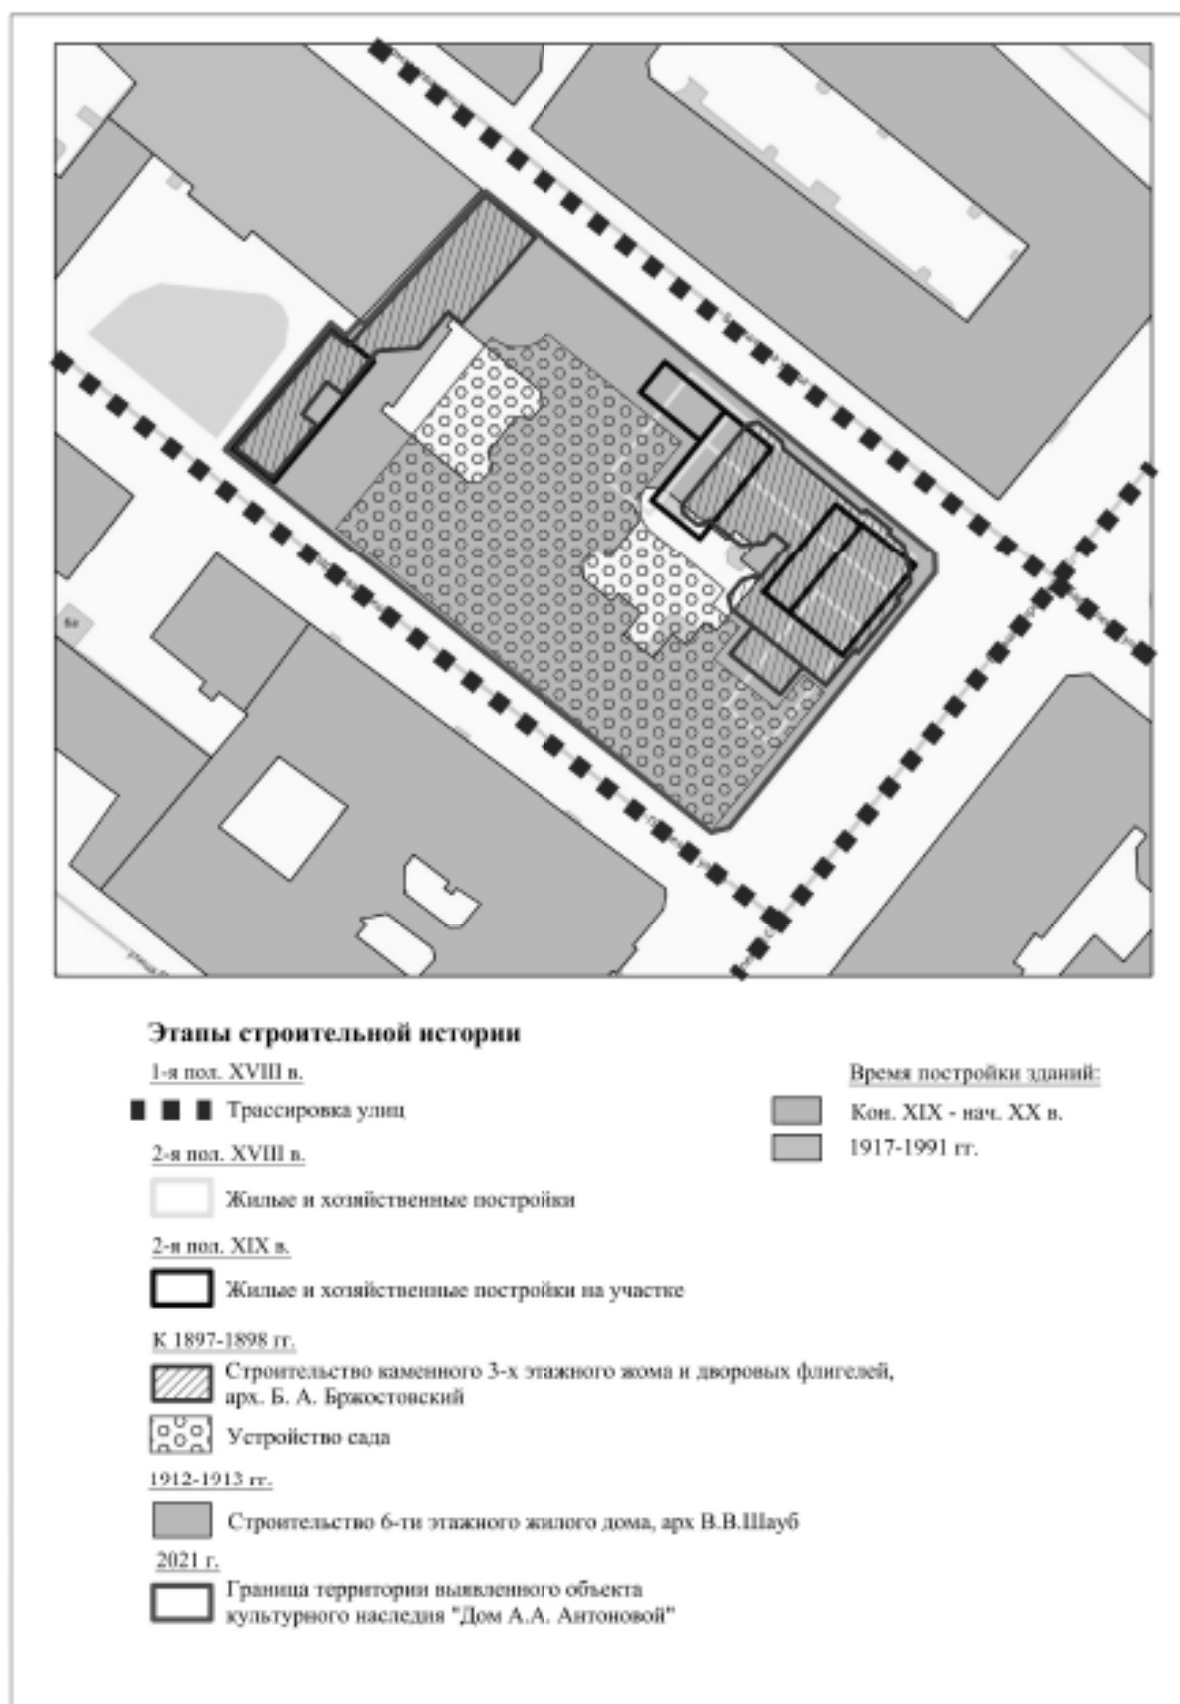 6а
Этапы строительной истории
1-я пол. XVIII в.
Трассировка улиц
2-я пол. XVIII в.
Жилые и хозяйственные постройки
2-я пол. XIX в.
Жилые и хозяйственные постройки на участке
К 1897-1898 гг.
Строительство каменного 3-х этажного жома и дворовых флигелей,
арх. Б. А. Бржостовский
Устройство сада
1912-1913 гг.
Строительство 6-ти этажного жилого дома, арх В.В.Шауб
2021 г.
Граница территории выявленного объекта
культурного наследия "Дом А.А. Антоновой"
Время постройки зданий:
Кон. XIX - нач. XX в.
1917-1991 гг.